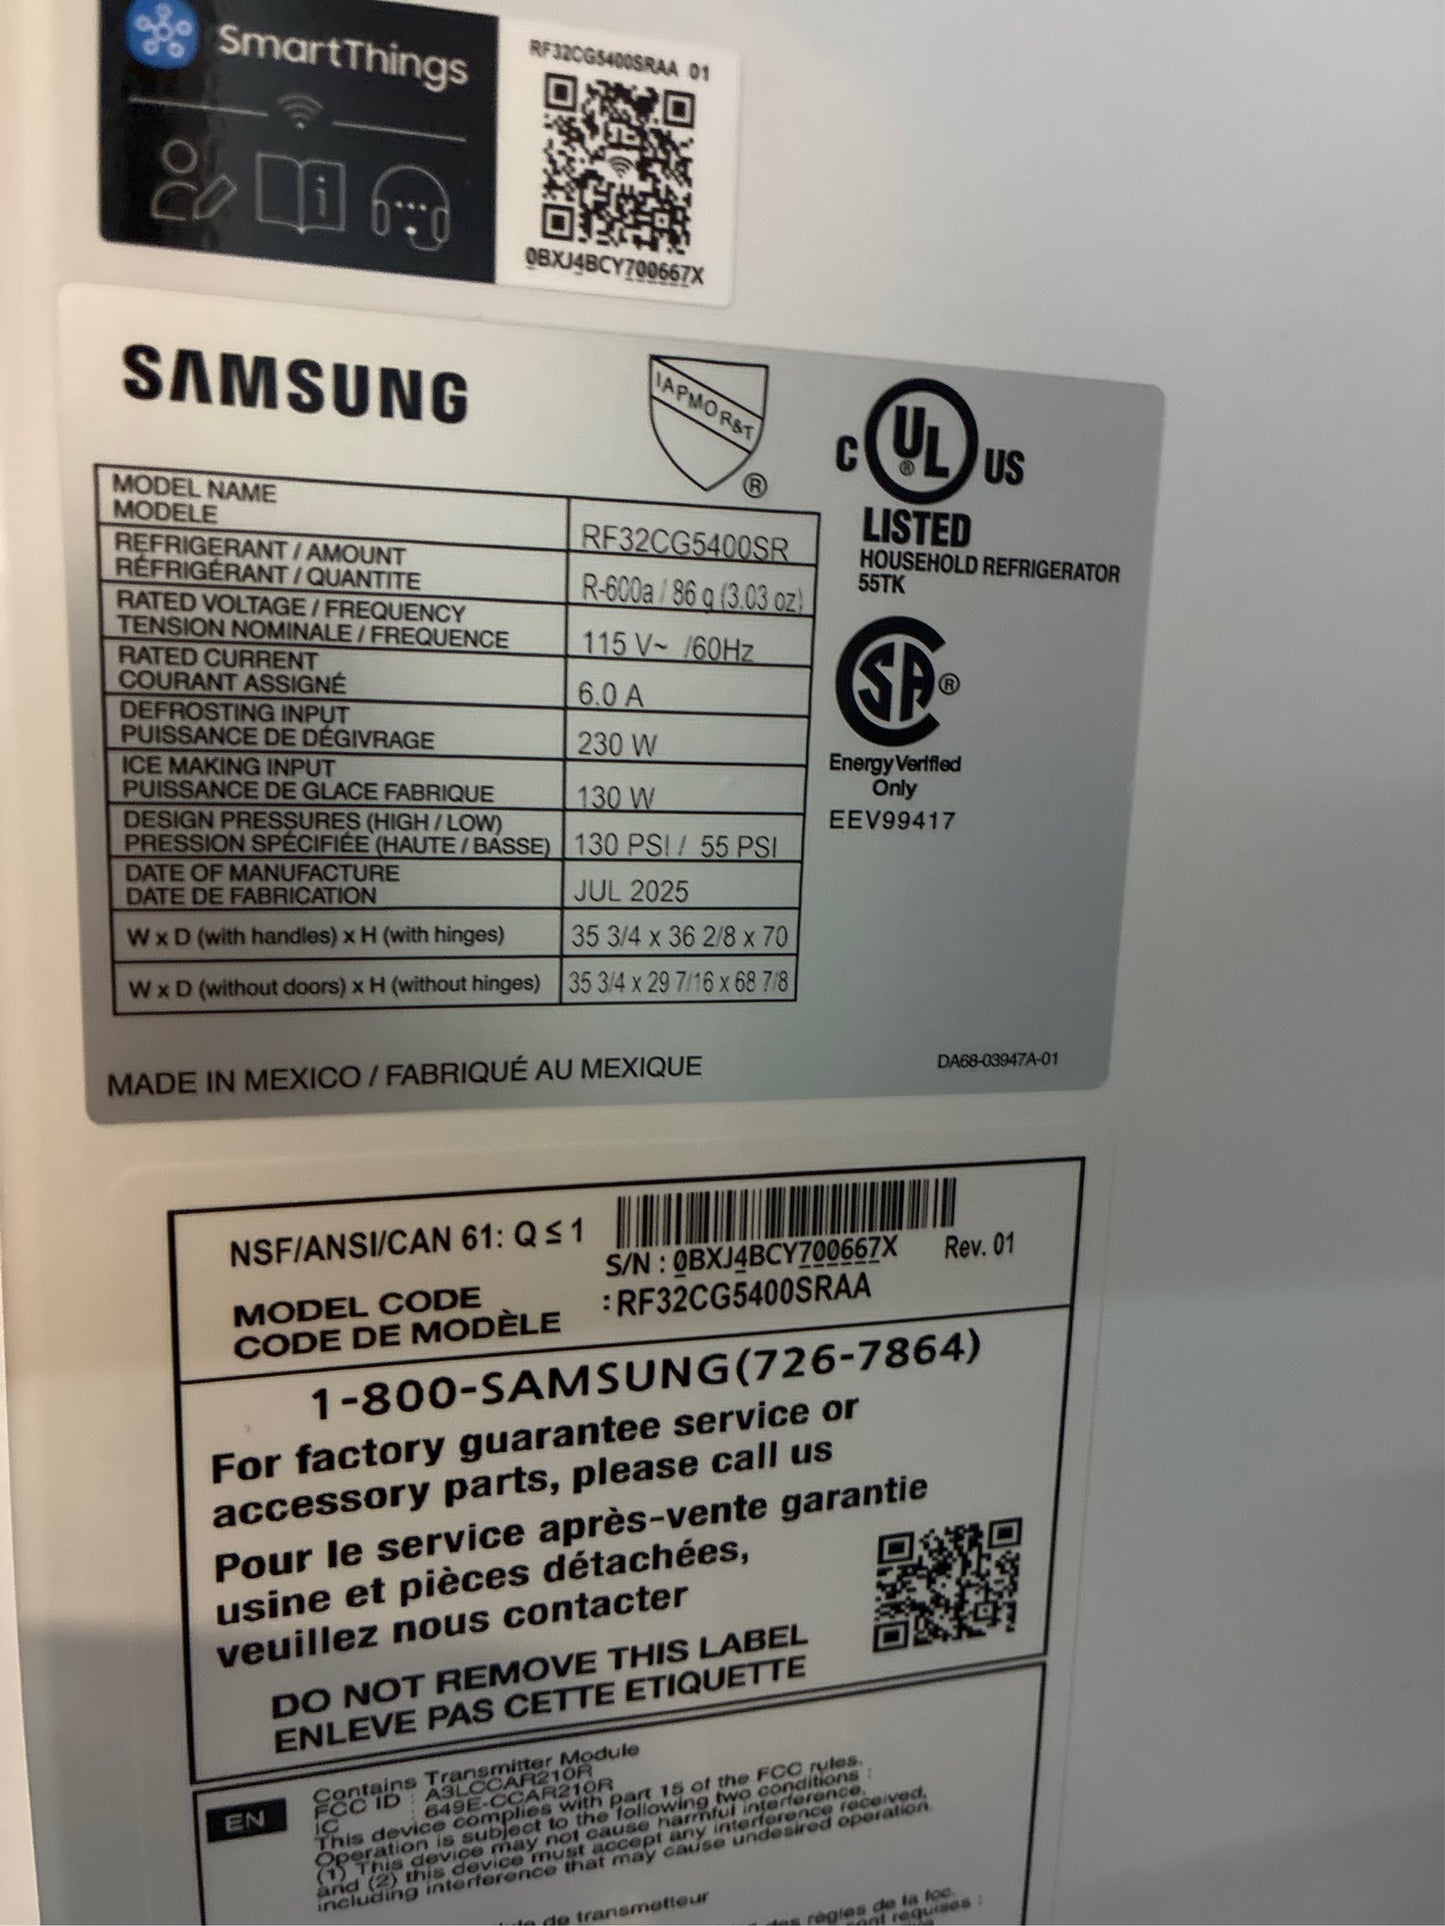 SmartThings
RF32CG5400SRAA 01
0BXJ4BCY700667X
SAMSUNG
IAPMO R&T
®
C UL ® US
LISTED
HOUSEHOLD REFRIGERATOR
55TK
SA ®
Energy Verified
Only
EEV99417
MODEL NAME
MODELE
RF32CG5400SR
REFRIGERANT / AMOUNT
RÉFRIGÉRANT / QUANTITE
R-600a / 86 g (3.03 oz)
RATED VOLTAGE / FREQUENCY
TENSION NOMINALE / FREQUENCE
115 V~ /60Hz
RATED CURRENT
COURANT ASSIGNÉ
6.0 A
DEFROSTING INPUT
PUISSANCE DE DÉGIVRAGE
230 W
ICE MAKING INPUT
PUISSANCE DE GLACE FABRIQUE
130 W
DESIGN PRESSURES (HIGH / LOW)
PRESSION SPÉCIFIÉE (HAUTE / BASSE)
130 PSI / 55 PSI
DATE OF MANUFACTURE
DATE DE FABRICATION
JUL 2025
W x D (with handles) x H (with hinges)
35 3/4 x 36 2/8 x 70
W x D (without doors) x H (without hinges)
35 3/4 x 29 7/16 x 68 7/8
MADE IN MEXICO / FABRIQUÉ AU MEXIQUE
DA68-03947A-01
NSF/ANSI/CAN 61: Q ≤ 1
S/N : 0BXJ4BCY700667X Rev. 01
MODEL CODE
CODE DE MODÈLE
: RF32CG5400SRAA
1-800-SAMSUNG(726-7864)
For factory guarantee service or
accessory parts, please call us
Pour le service après-vente garantie
usine et pièces détachées,
veuillez nous contacter
DO NOT REMOVE THIS LABEL
ENLEVE PAS CETTE ETIQUETTE
EN
Contains Transmitter Module
FCC ID : A3LCCAR210R
IC : 649E-CCAR210R
This device complies with part 15 of the FCC rules.
Operation is subject to the following two conditions :
(1) This device may not cause harmful interference,
and (2) this device must accept any interference received,
including interference that may cause undesired operation.
de transmetteur
règles de la fcc.
requises :